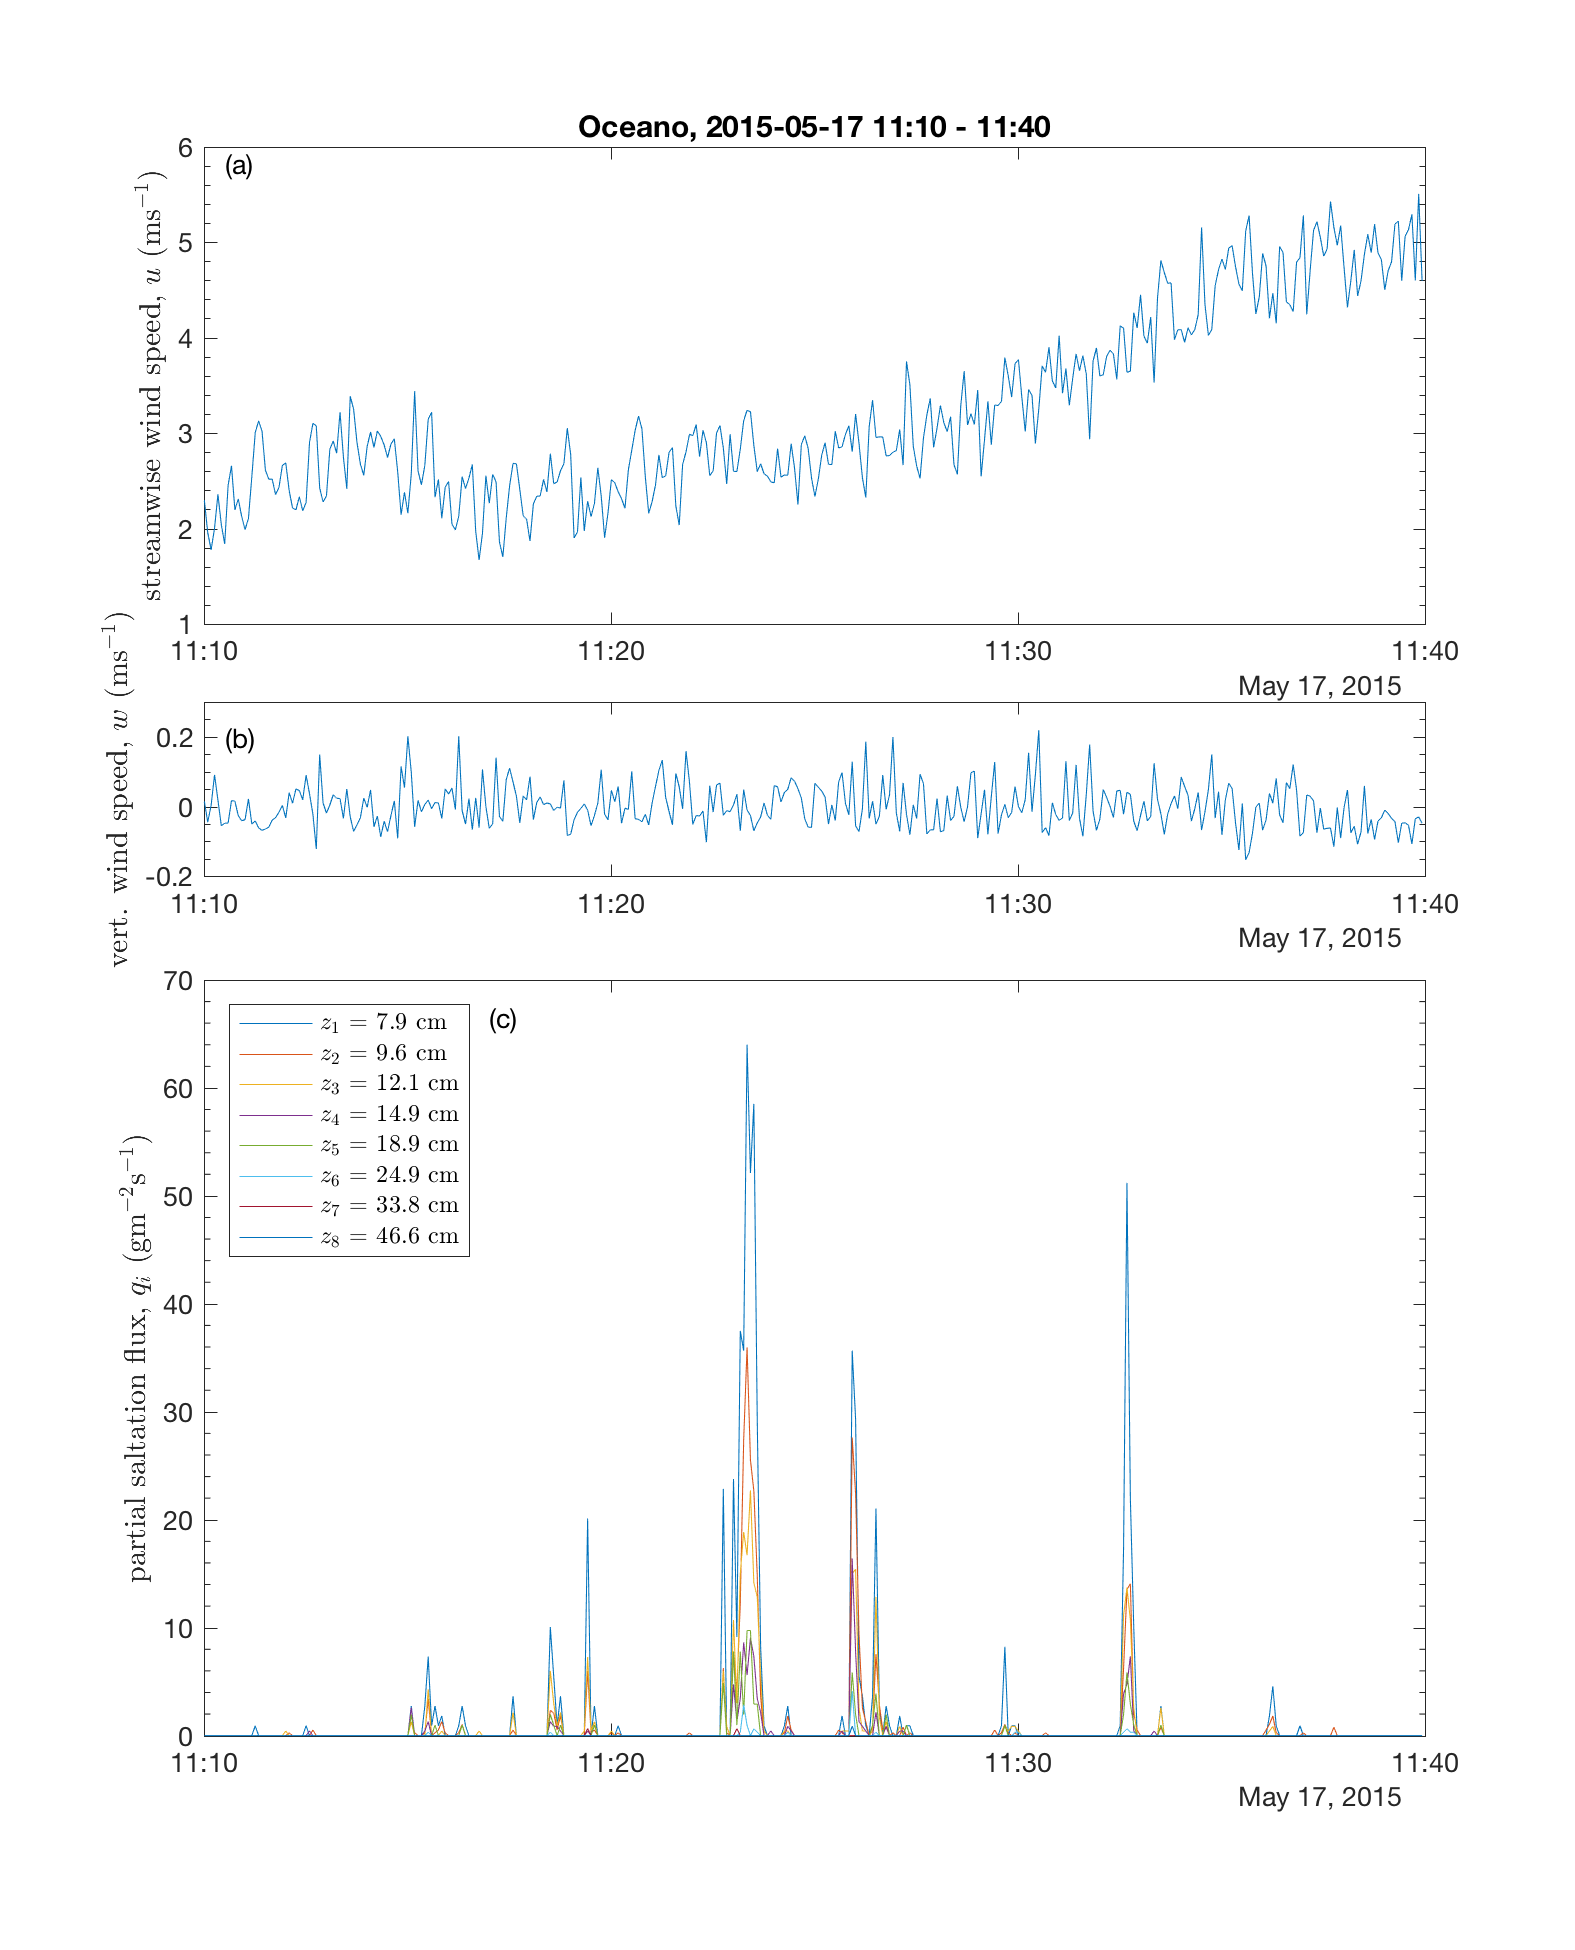 Oceano, 2015-05-17 11:10 - 11:40
(a)
streamwise wind speed, u (ms⁻¹)
6
5
4
3
2
1
11:10 11:20 11:30 11:40
May 17, 2015
(b)
vert. wind speed, w (ms⁻¹)
0.2
0
-0.2
11:10 11:20 11:30 11:40
May 17, 2015
(c)
partial saltation flux, qᵢ (gm⁻²s⁻¹)
70
60
50
40
30
20
10
0
z₁ = 7.9 cm
z₂ = 9.6 cm
z₃ = 12.1 cm
z₄ = 14.9 cm
z₅ = 18.9 cm
z₆ = 24.9 cm
z₇ = 33.8 cm
z₈ = 46.6 cm
11:10 11:20 11:30 11:40
May 17, 2015